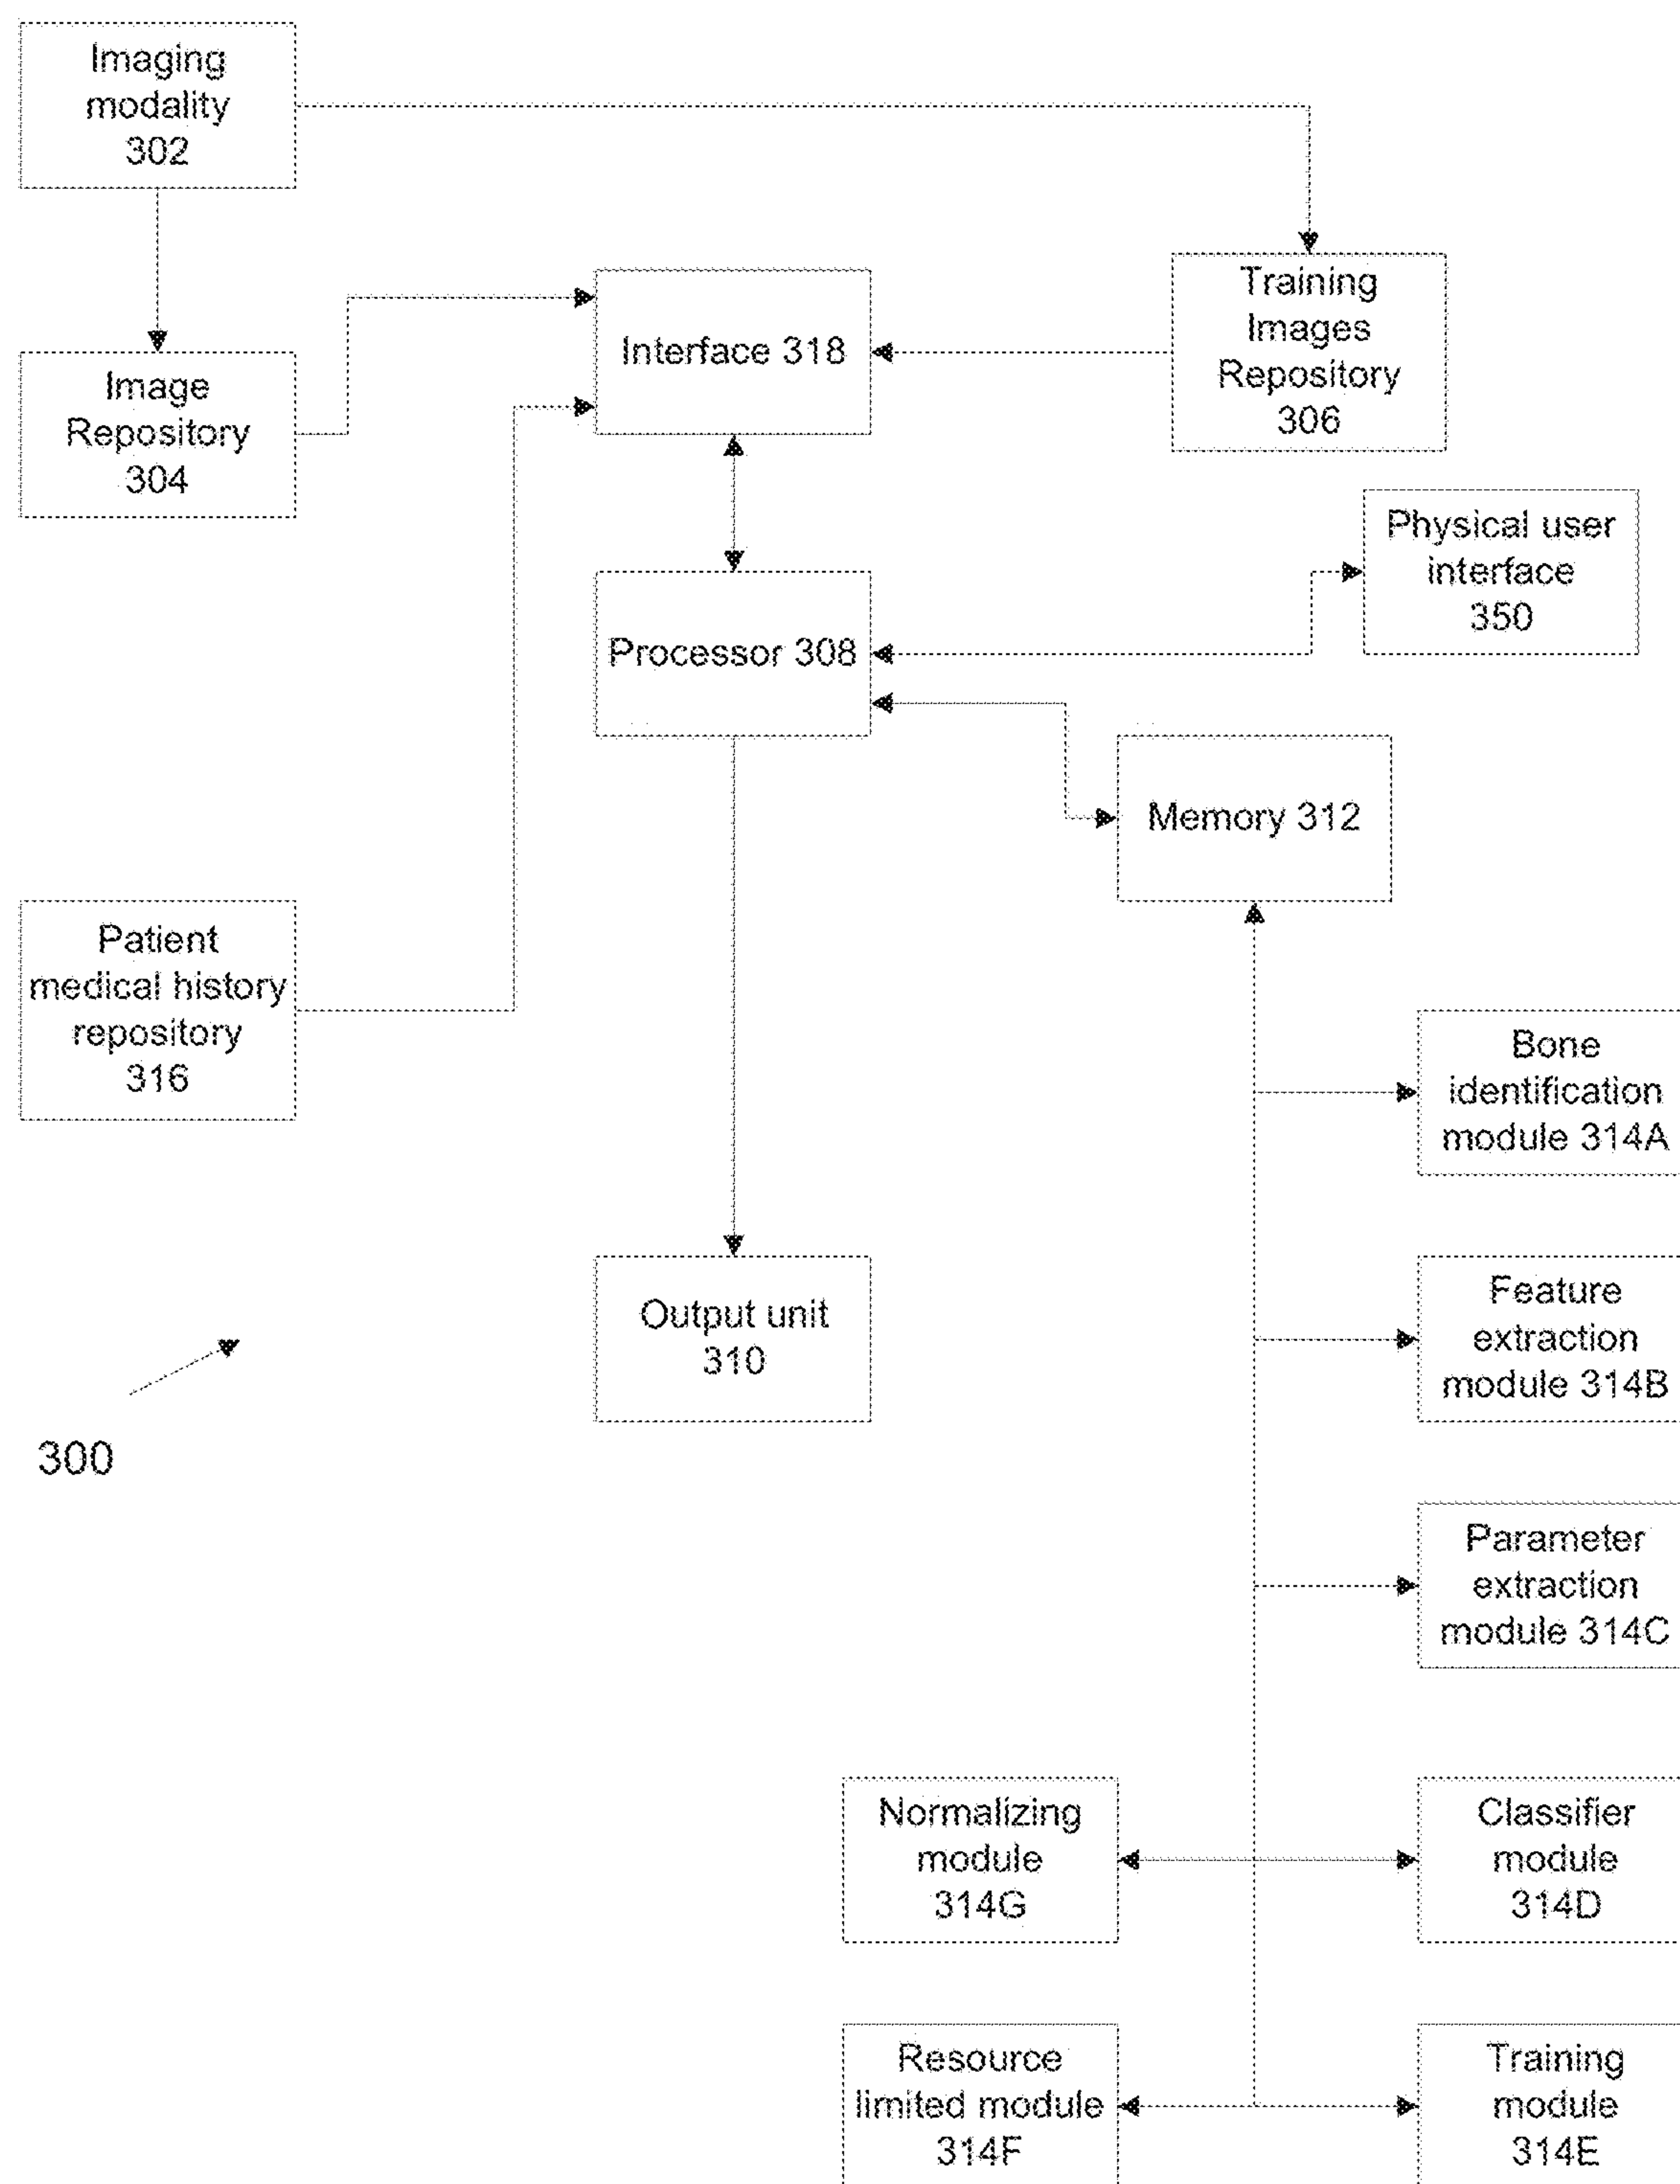 Imaging
modality
302
Image
Repository
304
Interface 318
Training
Images
Repository
306
Physical user
interface
350
Processor 308
Memory 312
Patient
medical history
repository
316
Bone
identification
module 314A
Output unit
310
Feature
extraction
module 314B
300
Parameter
extraction
module 314C
Normalizing
module
314G
Classifier
module
314D
Resource
limited module
314F
Training
module
314E